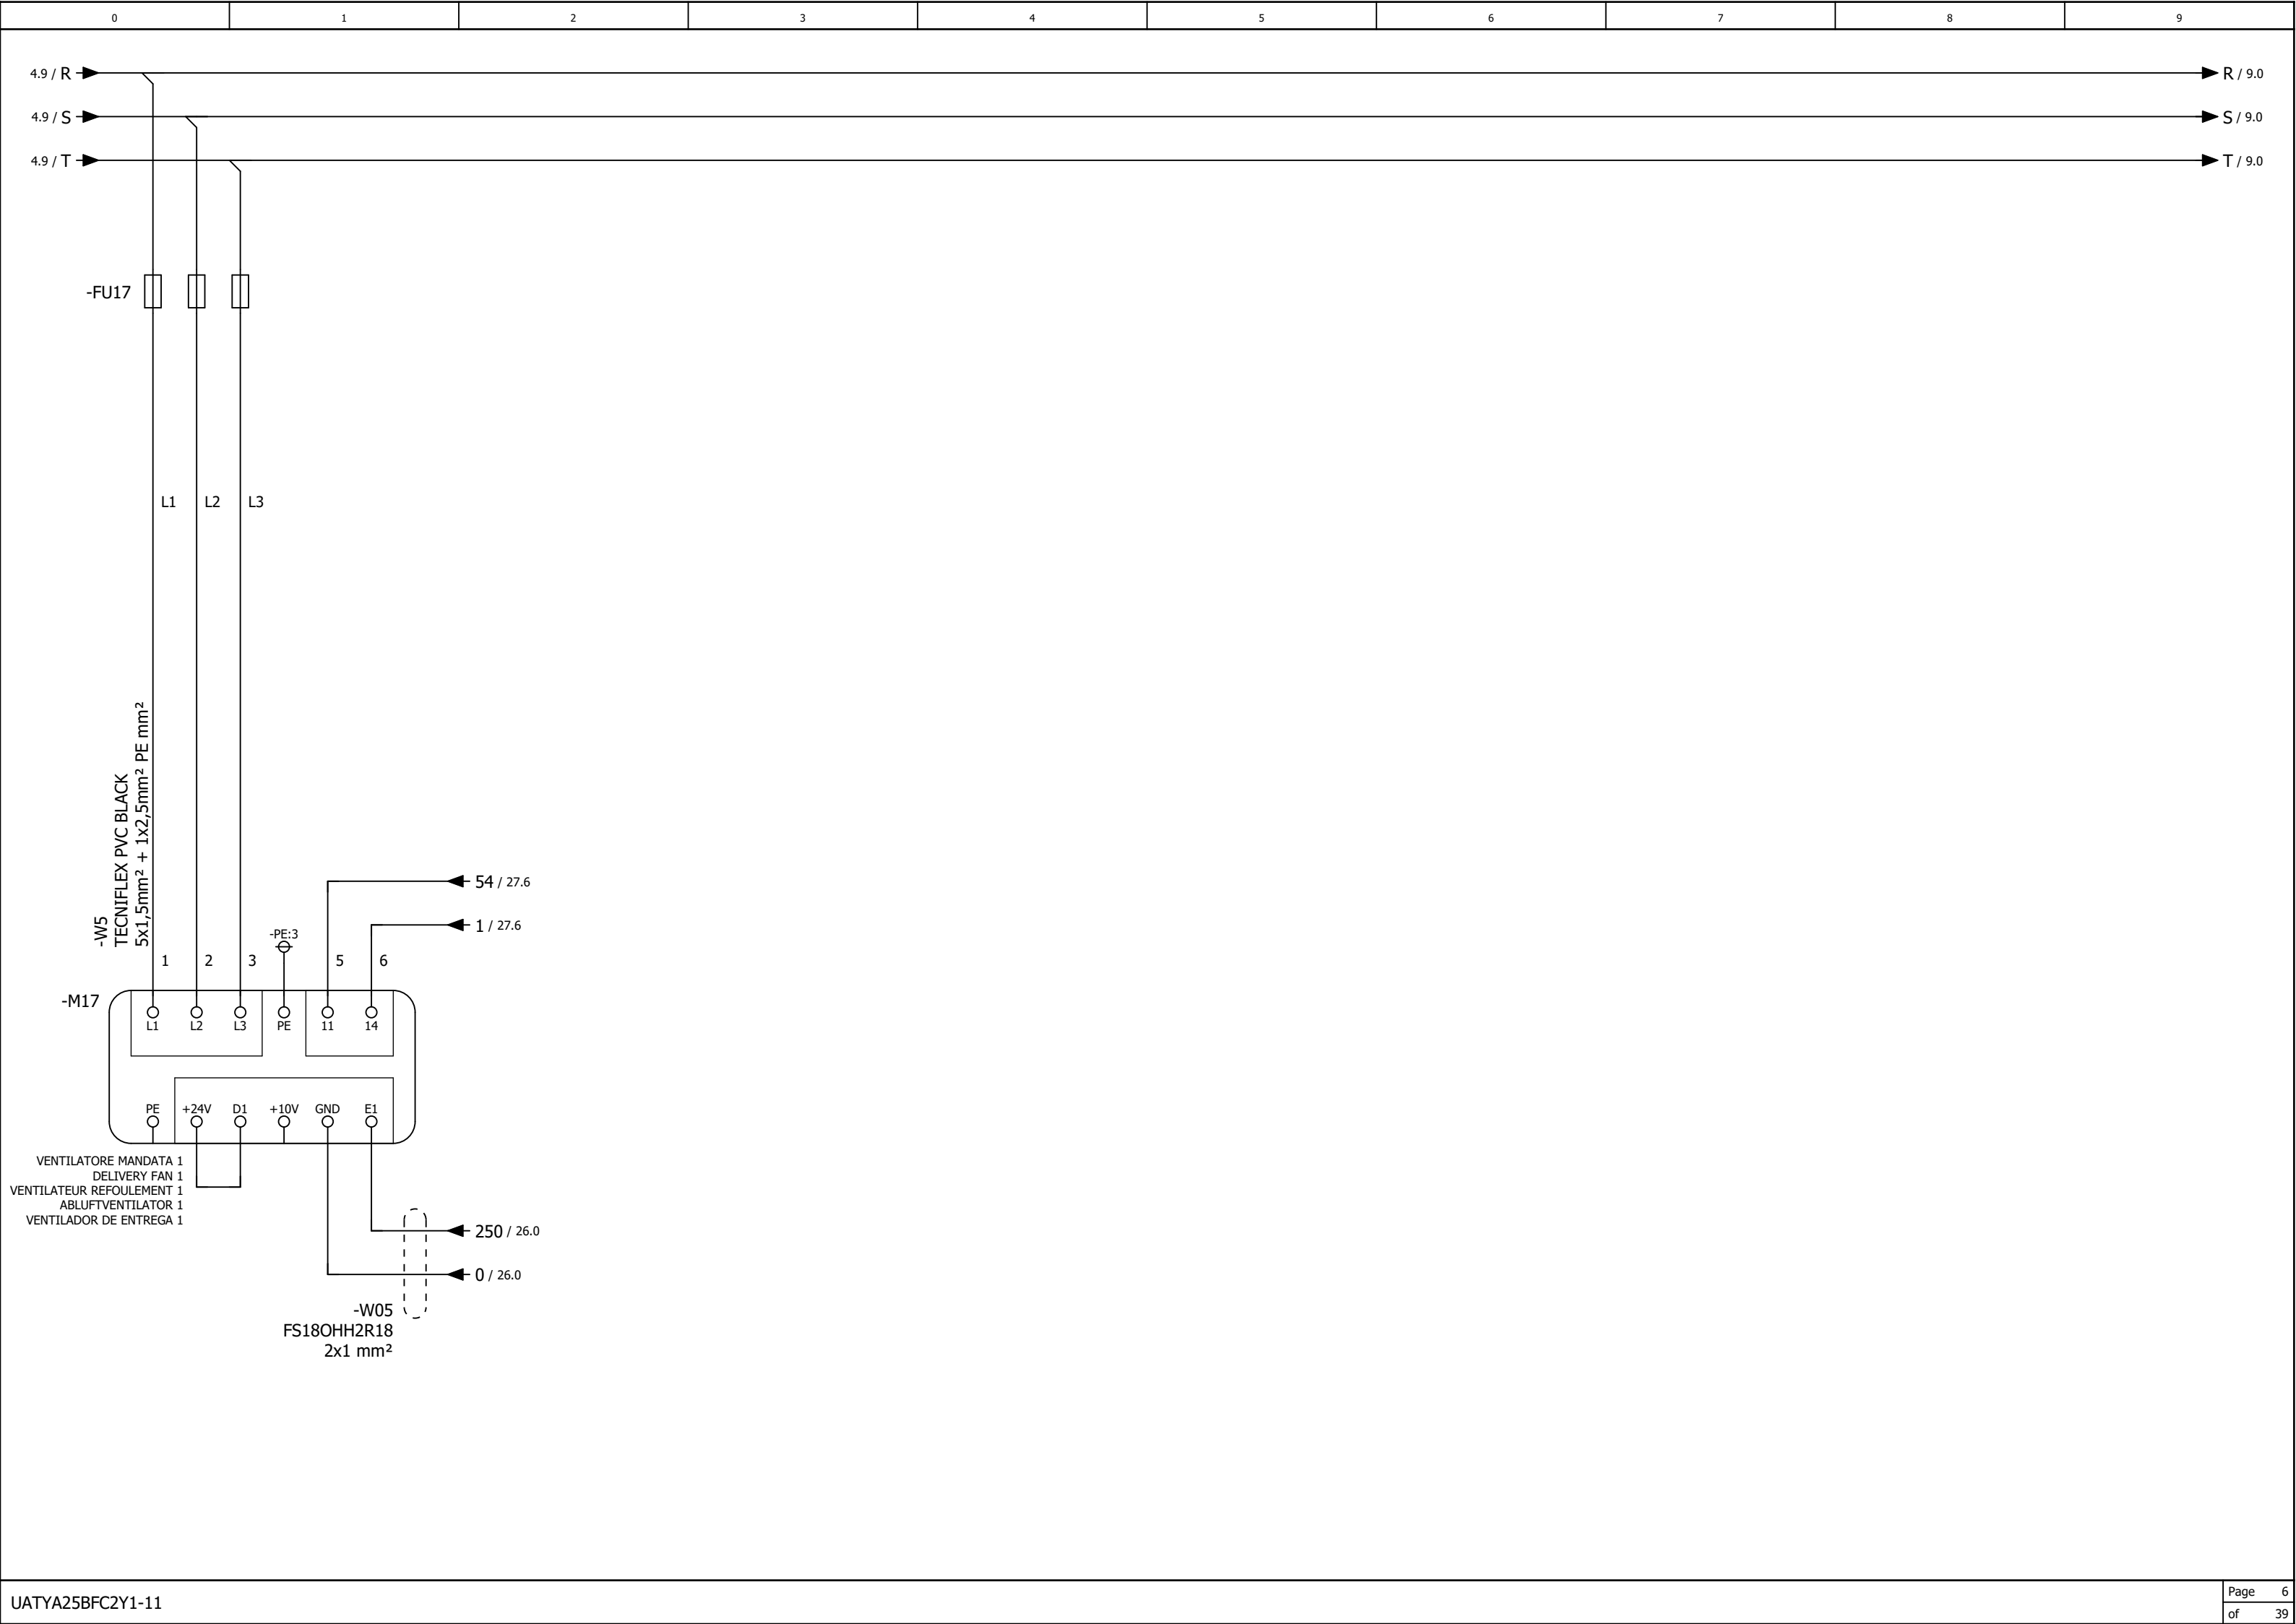 0 1 2 3 4 5 6 7 8 9
4.9 / R R / 9.0
4.9 / S S / 9.0
4.9 / T T / 9.0
-FU17
L1 L2 L3
-W5
TECNIFLEX PVC BLACK
5x1,5mm² + 1x2,5mm² PE mm²
54 / 27.6
1 / 27.6
-PE:3
1 2 3 5 6
-M17
L1 L2 L3 PE 11 14
PE +24V D1 +10V GND E1
VENTILATORE MANDATA 1
DELIVERY FAN 1
VENTILATEUR REFOULEMENT 1
ABLUFTVENTILATOR 1
VENTILADOR DE ENTREGA 1
250 / 26.0
0 / 26.0
-W05
FS18OHH2R18
2x1 mm²
UATYA25BFC2Y1-11
Page 6
of 39